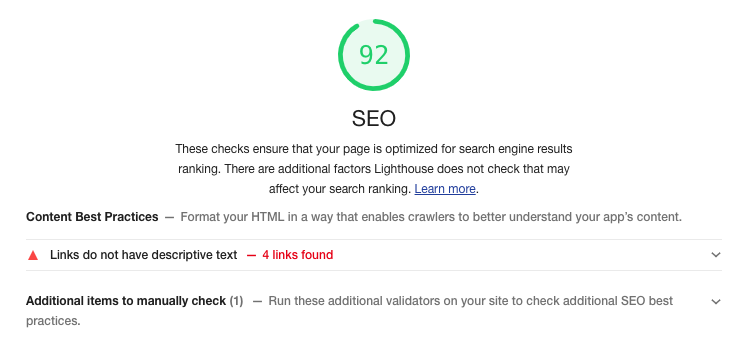 92
SEO
These checks ensure that your page is optimized for search engine results
ranking. There are additional factors Lighthouse does not check that may
affect your search ranking. Learn more.
Content Best Practices — Format your HTML in a way that enables crawlers to better understand your app’s content.
Links do not have descriptive text — 4 links found
Additional items to manually check (1) — Run these additional validators on your site to check additional SEO best
practices.